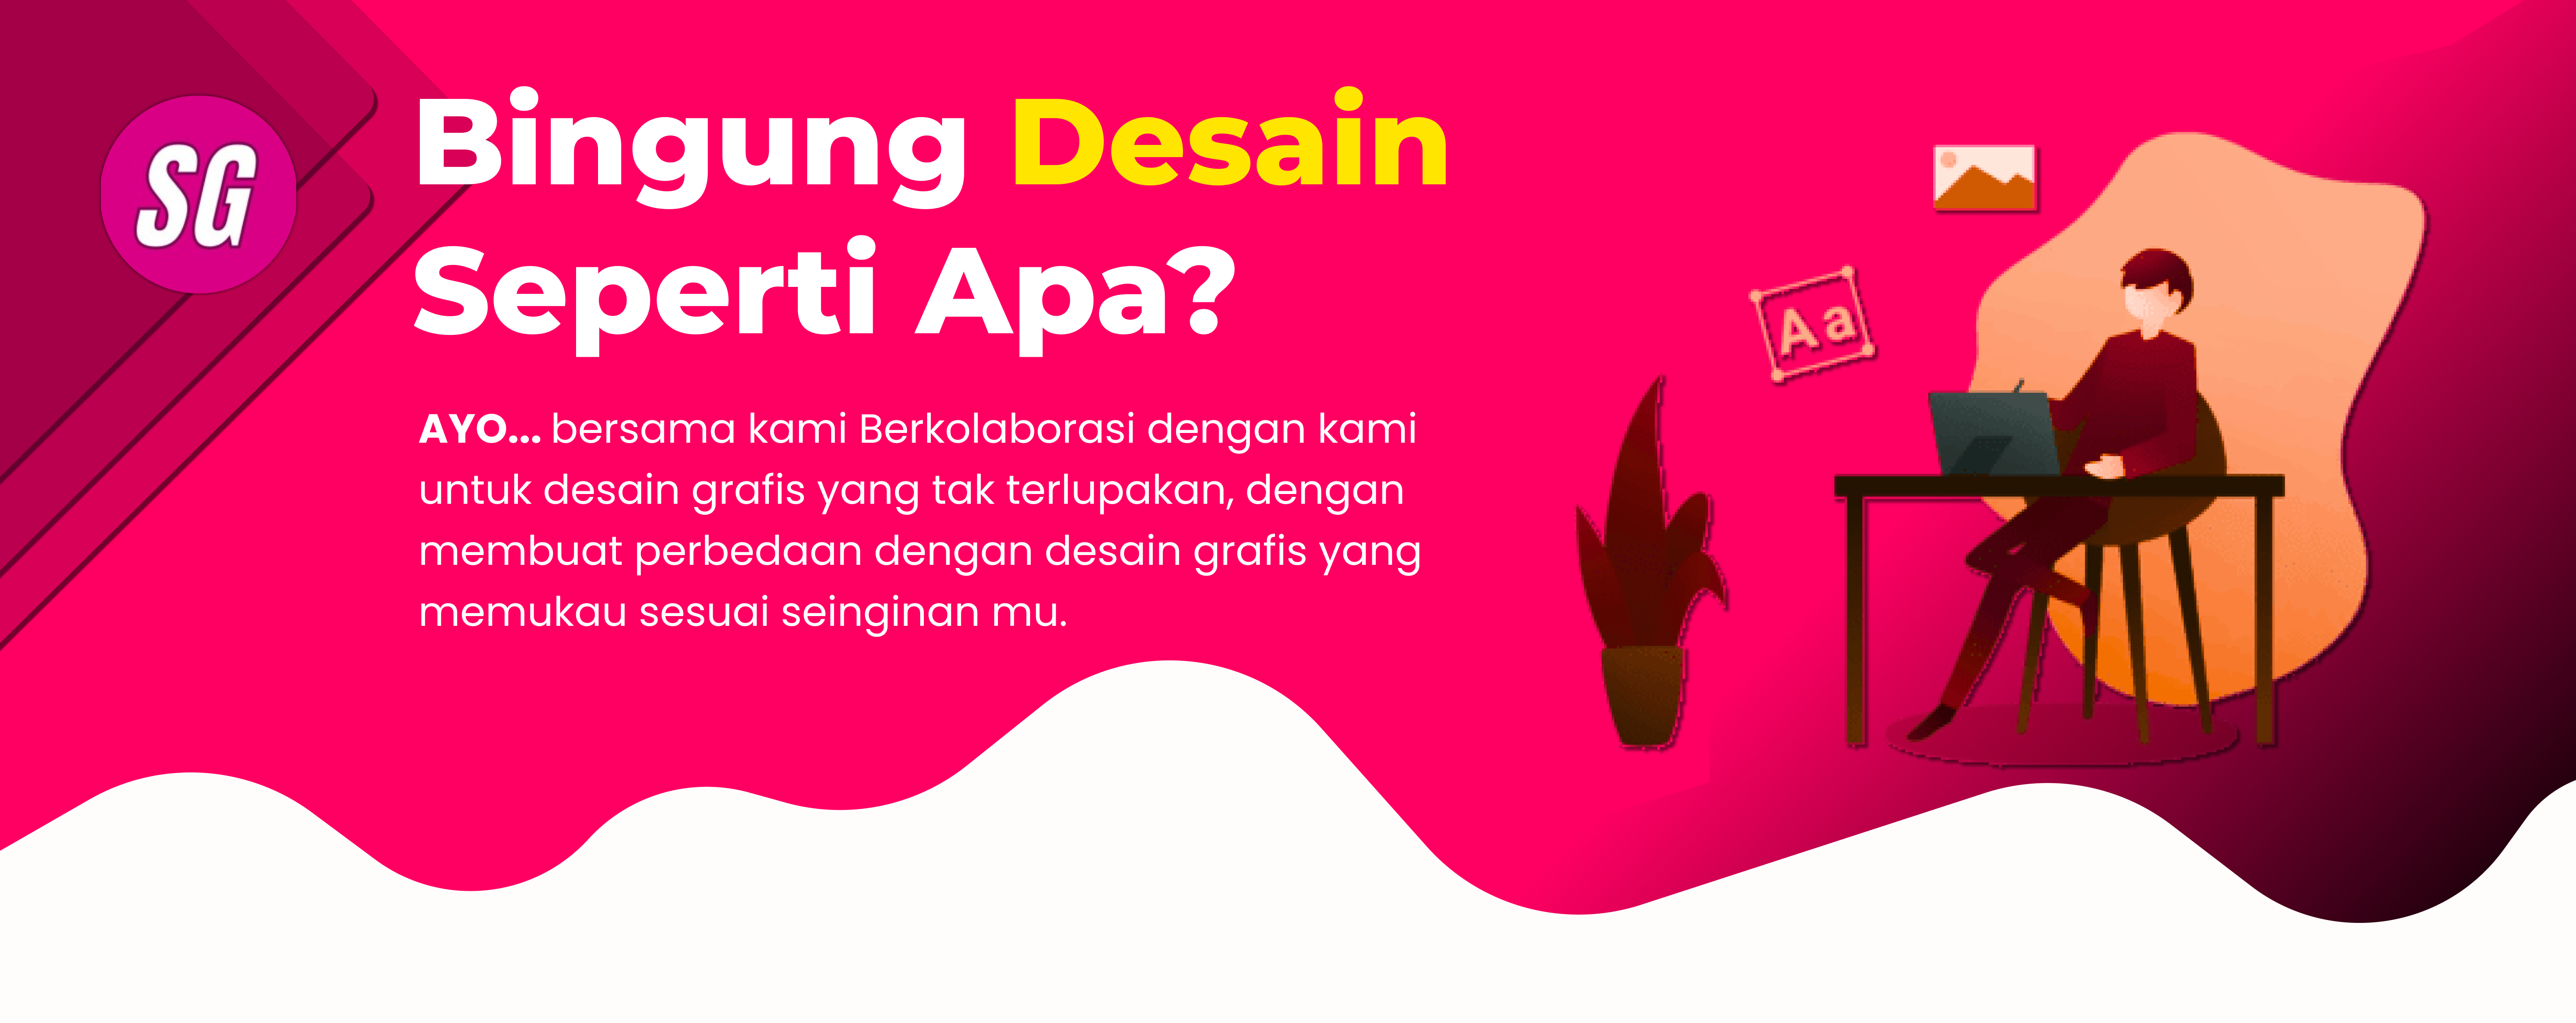 SG
Bingung Desain
Seperti Apa?
Aa
AYO... bersama kami Berkolaborasi dengan kami
untuk desain grafis yang tak terlupakan, dengan
membuat perbedaan dengan desain grafis yang
memukau sesuai seinginan mu.